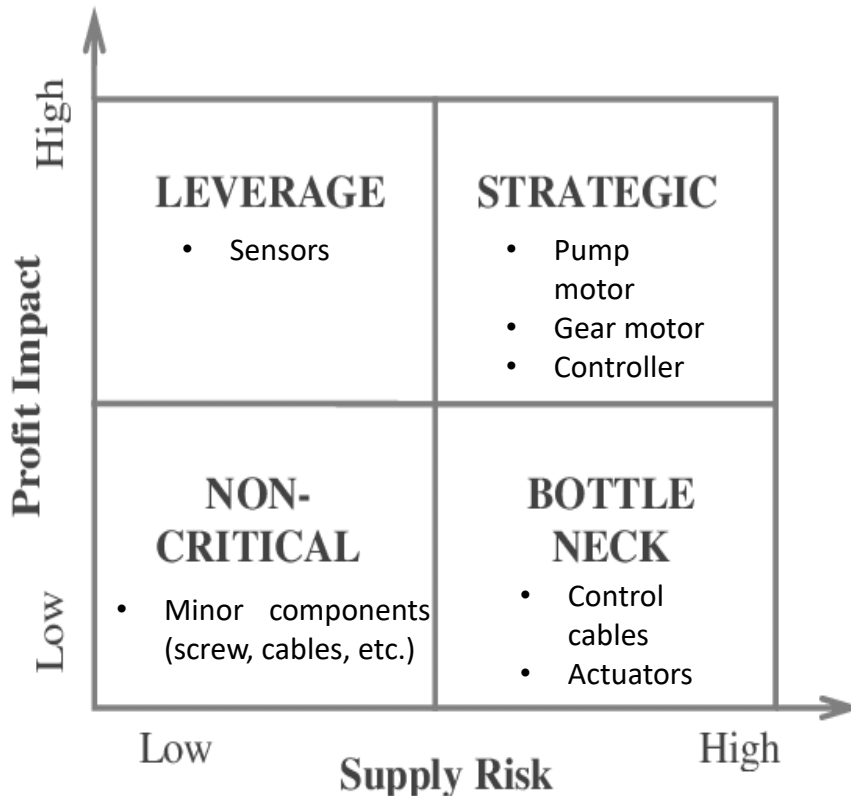 High
LEVERAGE
• Sensors
STRATEGIC
• Pump
motor
• Gear motor
• Controller
Profit Impact
NON-
CRITICAL
• Minor components
(screw, cables, etc.)
BOTTLE
NECK
• Control
cables
• Actuators
Low
Low
High
Supply Risk